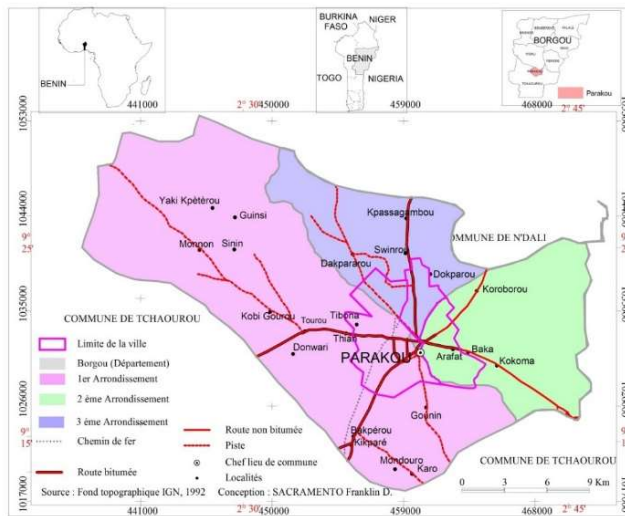 BURKINA
FASO
NIGER
BENIN
TOGO
NIGERIA
BENIN
BORGOU
Parakou
441000
2° 30'
450000
459000
468000
2° 45'
1053000
1053000
1044000
1044000
9°
25'
1035000
1026000
9°
15'
1017000
Yaki Kpètérou
Guinsi
Monnon
Sinin
Kpassagambou
Swinrou
COMMUNE DE N'DALI
Dakpararou
Dokparou
Koroborou
COMMUNE DE TCHAOUROU
Kobi Gourou
Tourou
Tibona
Thian
Donwari
PARAKOU
Arafat
Baka
Kokoma
Gounin
Bakpérou
Kikparé
Mondouro
Karo
COMMUNE DE TCHAOUROU
Limite de la ville
Borgou (Département)
1er Arrondissement
2 ème Arrondissement
3 ème Arrondissement
Chemin de fer
Route bitumée
Route non bitumée
Piste
Chef lieu de commune
Localités
0 3 6 9 Km
Source : Fond topographique IGN, 1992 Conception : SACRAMENTO Franklin D.
441000
2° 30'
450000
459000
468000
2° 45'